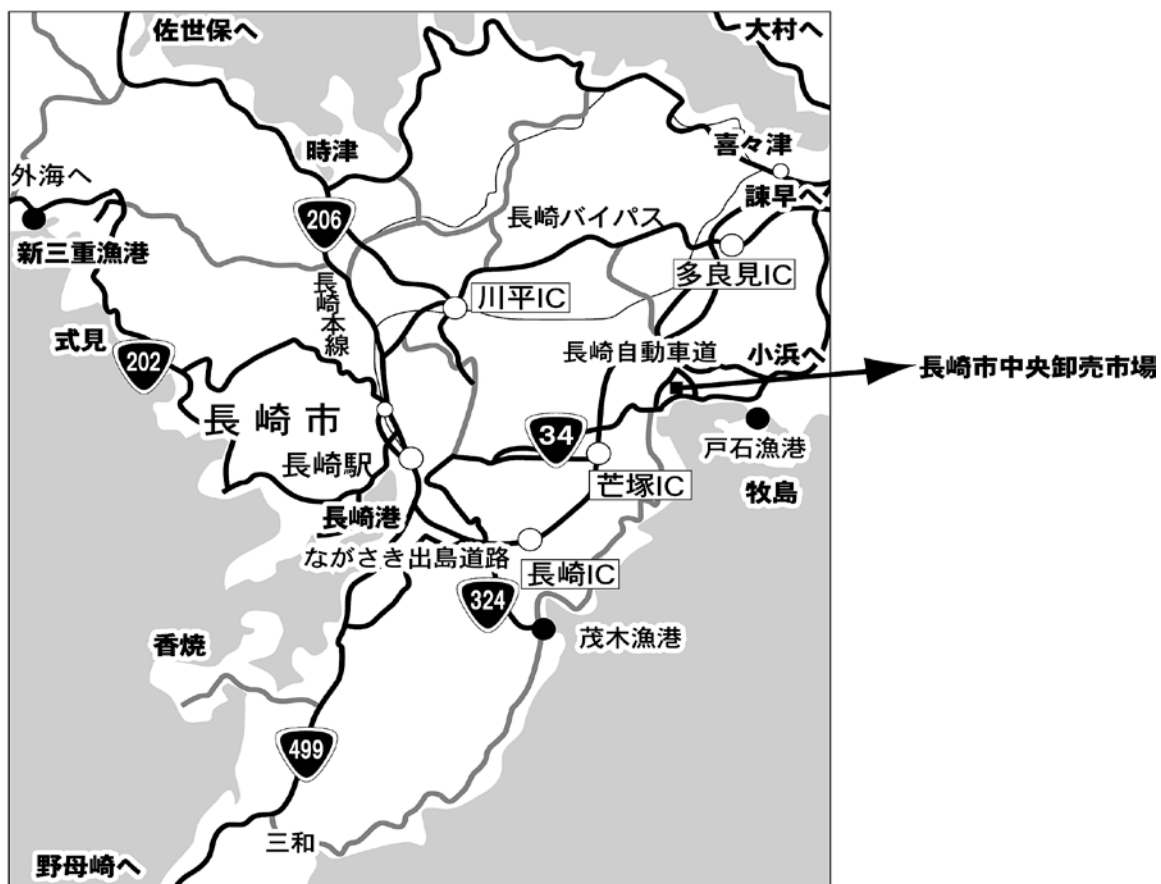 佐世保へ
大村へ
時津
喜々津
外海へ
諫早へ
206
長崎バイパス
新三重漁港
多良見IC
川平IC
長崎本線
式見
202
長崎自動車道
小浜へ
長崎市中央卸売市場
長崎市
34
戸石漁港
長崎駅
芒塚IC
牧島
長崎港
ながさき出島道路
長崎IC
324
香焼
茂木漁港
499
三和
野母崎へ